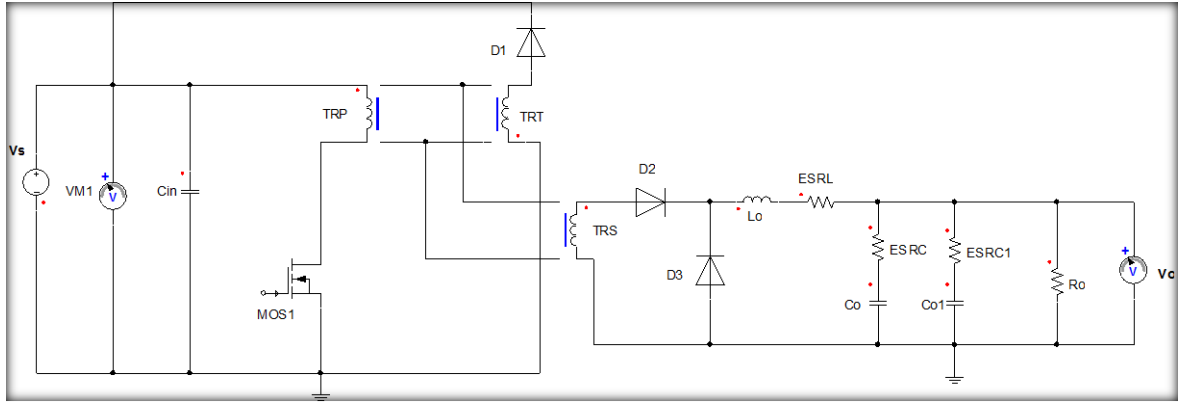 D1
TRP
TRT
Vs
+
VM1
+
V
Cin
D2
ESRL
TRS
Lo
D3
ESRC
ESRC1
+
V
Vo
Ro
Co
Co1
MOS1